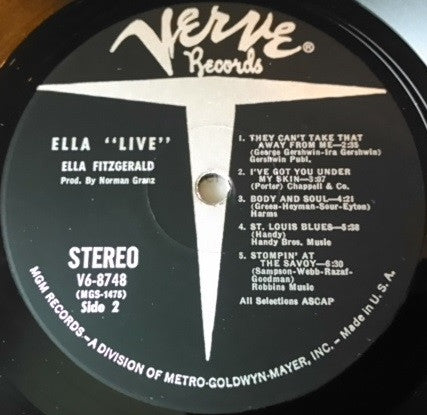 VERVE®
Records
ELLA "LIVE"
ELLA FITZGERALD
Prod. By Norman Granz
STEREO
V6-8748
(MGS-1475)
Side 2
1. THEY CAN'T TAKE THAT
AWAY FROM ME—2:35
(George Gershwin-Ira Gershwin)
Gershwin Publ.
2. I'VE GOT YOU UNDER
MY SKIN—3:07
(Porter) Chappell & Co.
3. BODY AND SOUL—4:21
(Green-Heyman-Sour-Eyton)
Harms
4. ST. LOUIS BLUES—5:38
(Handy)
Handy Bros. Music
5. STOMPIN' AT
THE SAVOY—6:30
(Sampson-Webb-Razaf-
Goodman)
Robbins Music
All Selections ASCAP
MGM RECORDS—A DIVISION OF METRO-GOLDWYN-MAYER, INC.—Made in U.S.A.